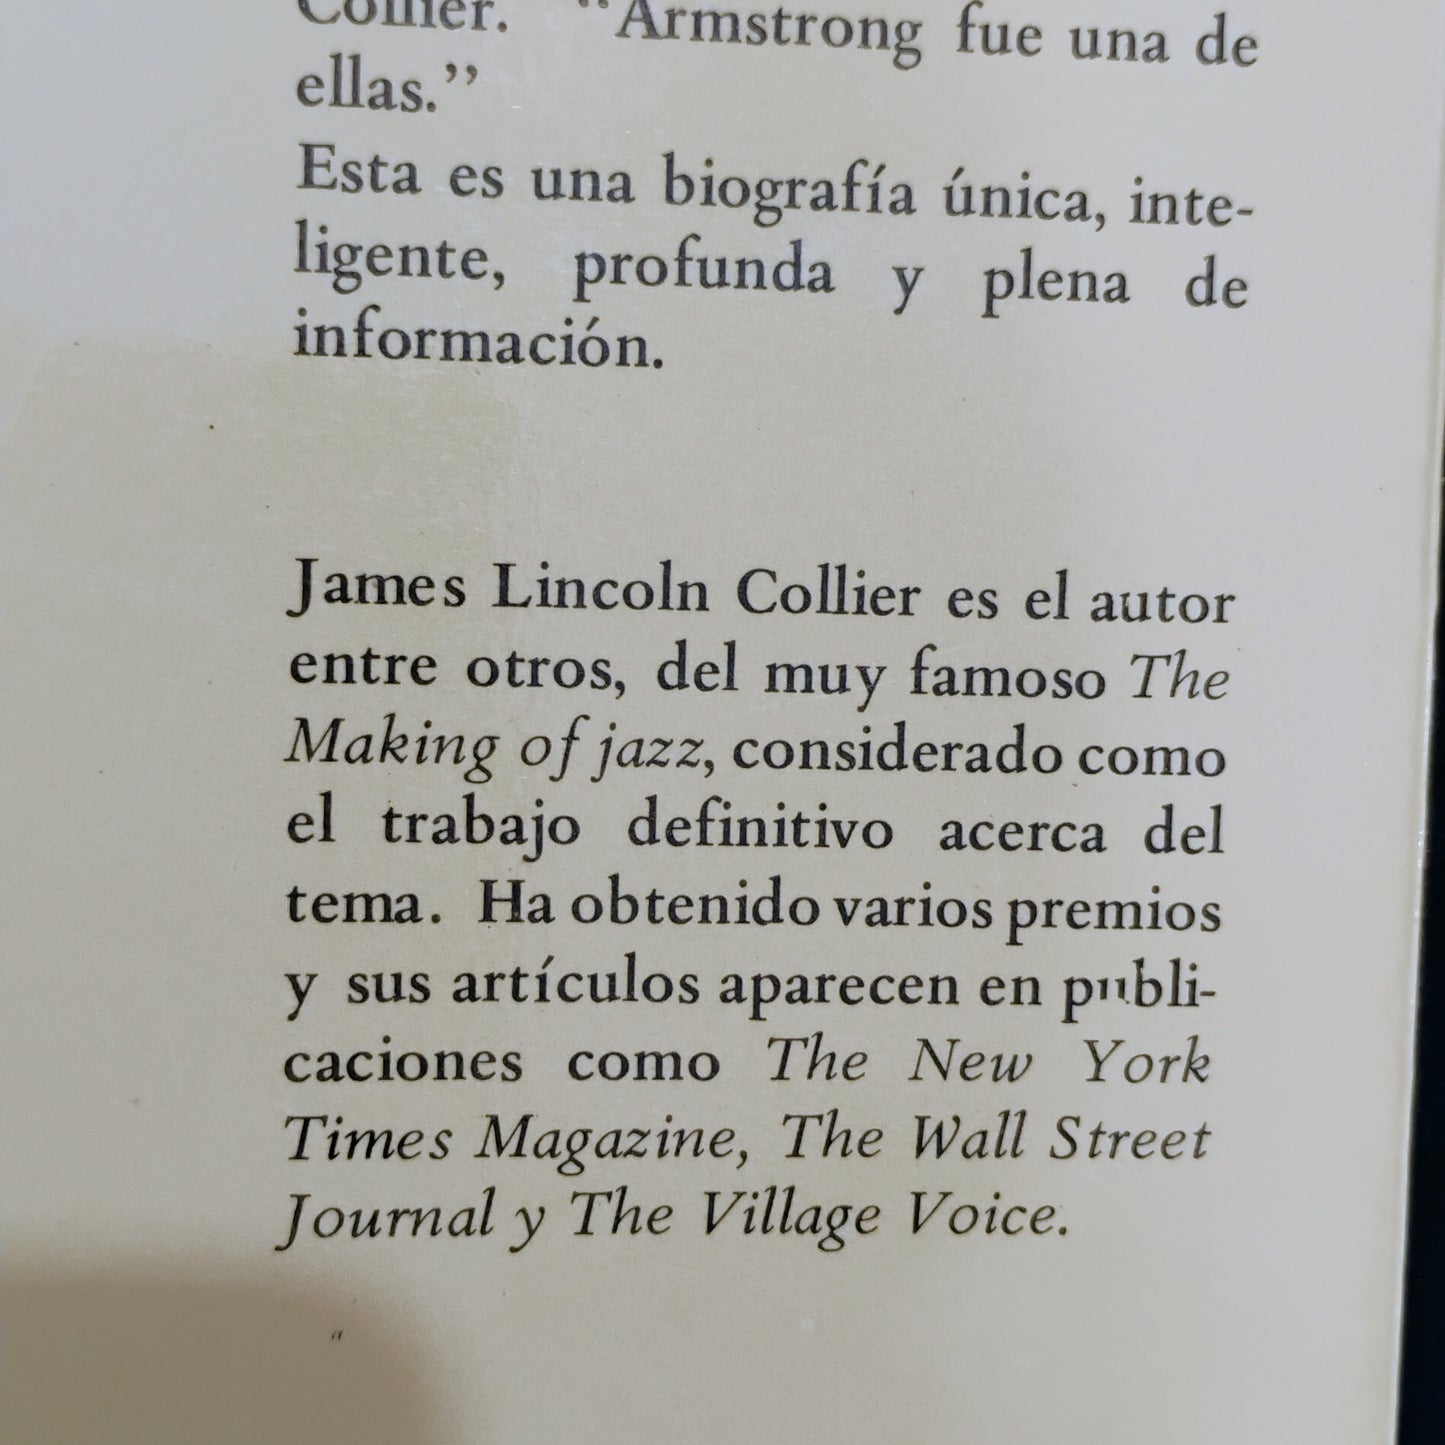 Collier. "Armstrong fue una de
ellas."
Esta es una biografía única, inte-
ligente, profunda y plena de
información.
James Lincoln Collier es el autor
entre otros, del muy famoso The
Making of jazz, considerado como
el trabajo definitivo acerca del
tema. Ha obtenido varios premios
y sus artículos aparecen en publi-
caciones como The New York
Times Magazine, The Wall Street
Journal y The Village Voice.